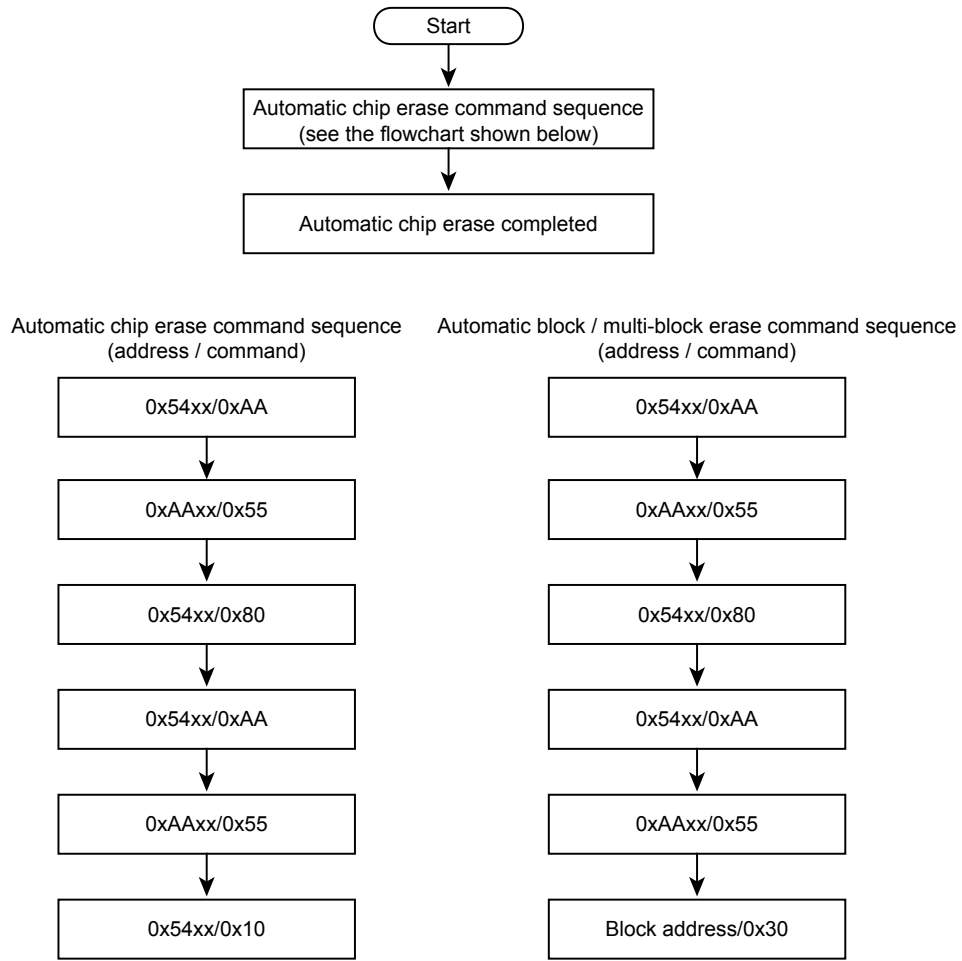 Start
Automatic chip erase command sequence
(see the flowchart shown below)
Automatic chip erase completed
Automatic chip erase command sequence
(address / command)
0x54xx/0xAA
0xAAxx/0x55
0x54xx/0x80
0x54xx/0xAA
0xAAxx/0x55
0x54xx/0x10
Automatic block / multi-block erase command sequence
(address / command)
0x54xx/0xAA
0xAAxx/0x55
0x54xx/0x80
0x54xx/0xAA
0xAAxx/0x55
Block address/0x30